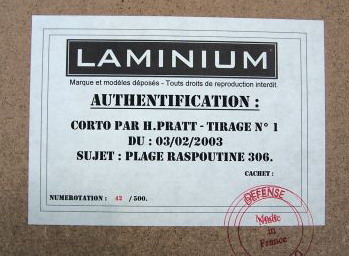 LAMINIUM
Marque et modèles déposés - Touts droits de reproduction interdit.
AUTHENTIFICATION :
CORTO PAR H.PRATT - TIRAGE N° 1
DU : 03/02/2003
SUJET : PLAGE RASPOUTINE 306.
CACHET :
NUMEROTATION : 42 / 500.
DEFENSE
Made
in
France